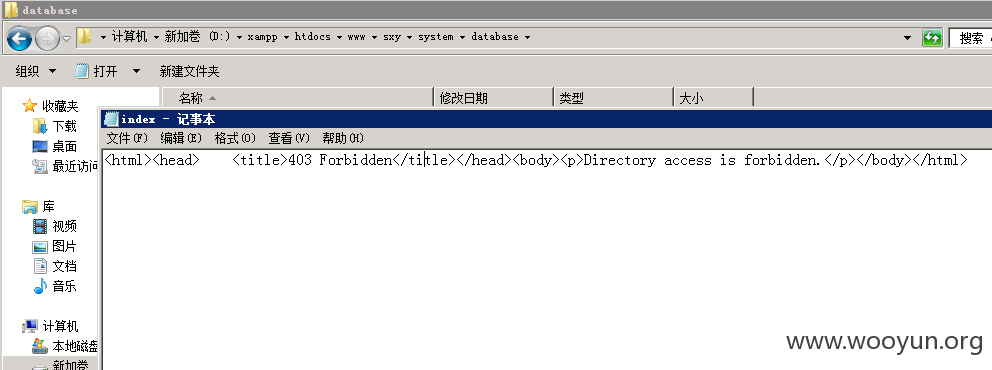 database
计算机 新加卷 (D:) xampp htdocs www sxy system database 搜索
组织 打开 新建文件夹
收藏夹 名称 修改日期 类型 大小
index - 记事本
下载 文件(F) 编辑(E) 格式(O) 查看(V) 帮助(H)
桌面 <html><head> <title>403 Forbidden</title></head><body><p>Directory access is forbidden.</p></body></html>
最近访问
库
视频
图片
文档
音乐
计算机
本地磁盘
新加卷
www.wooyun.org